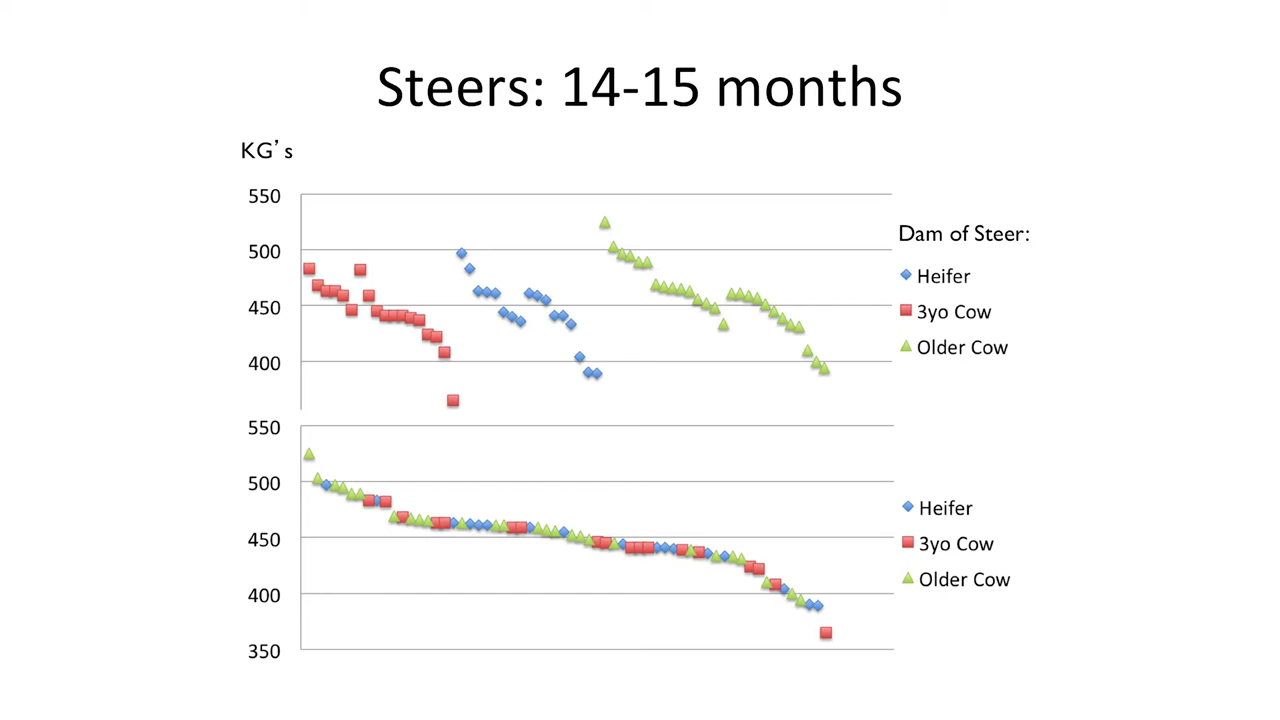 Steers: 14-15 months
KG's
550
500
450
400
Dam of Steer:
Heifer
3yo Cow
Older Cow
550
500
450
400
350
Heifer
3yo Cow
Older Cow